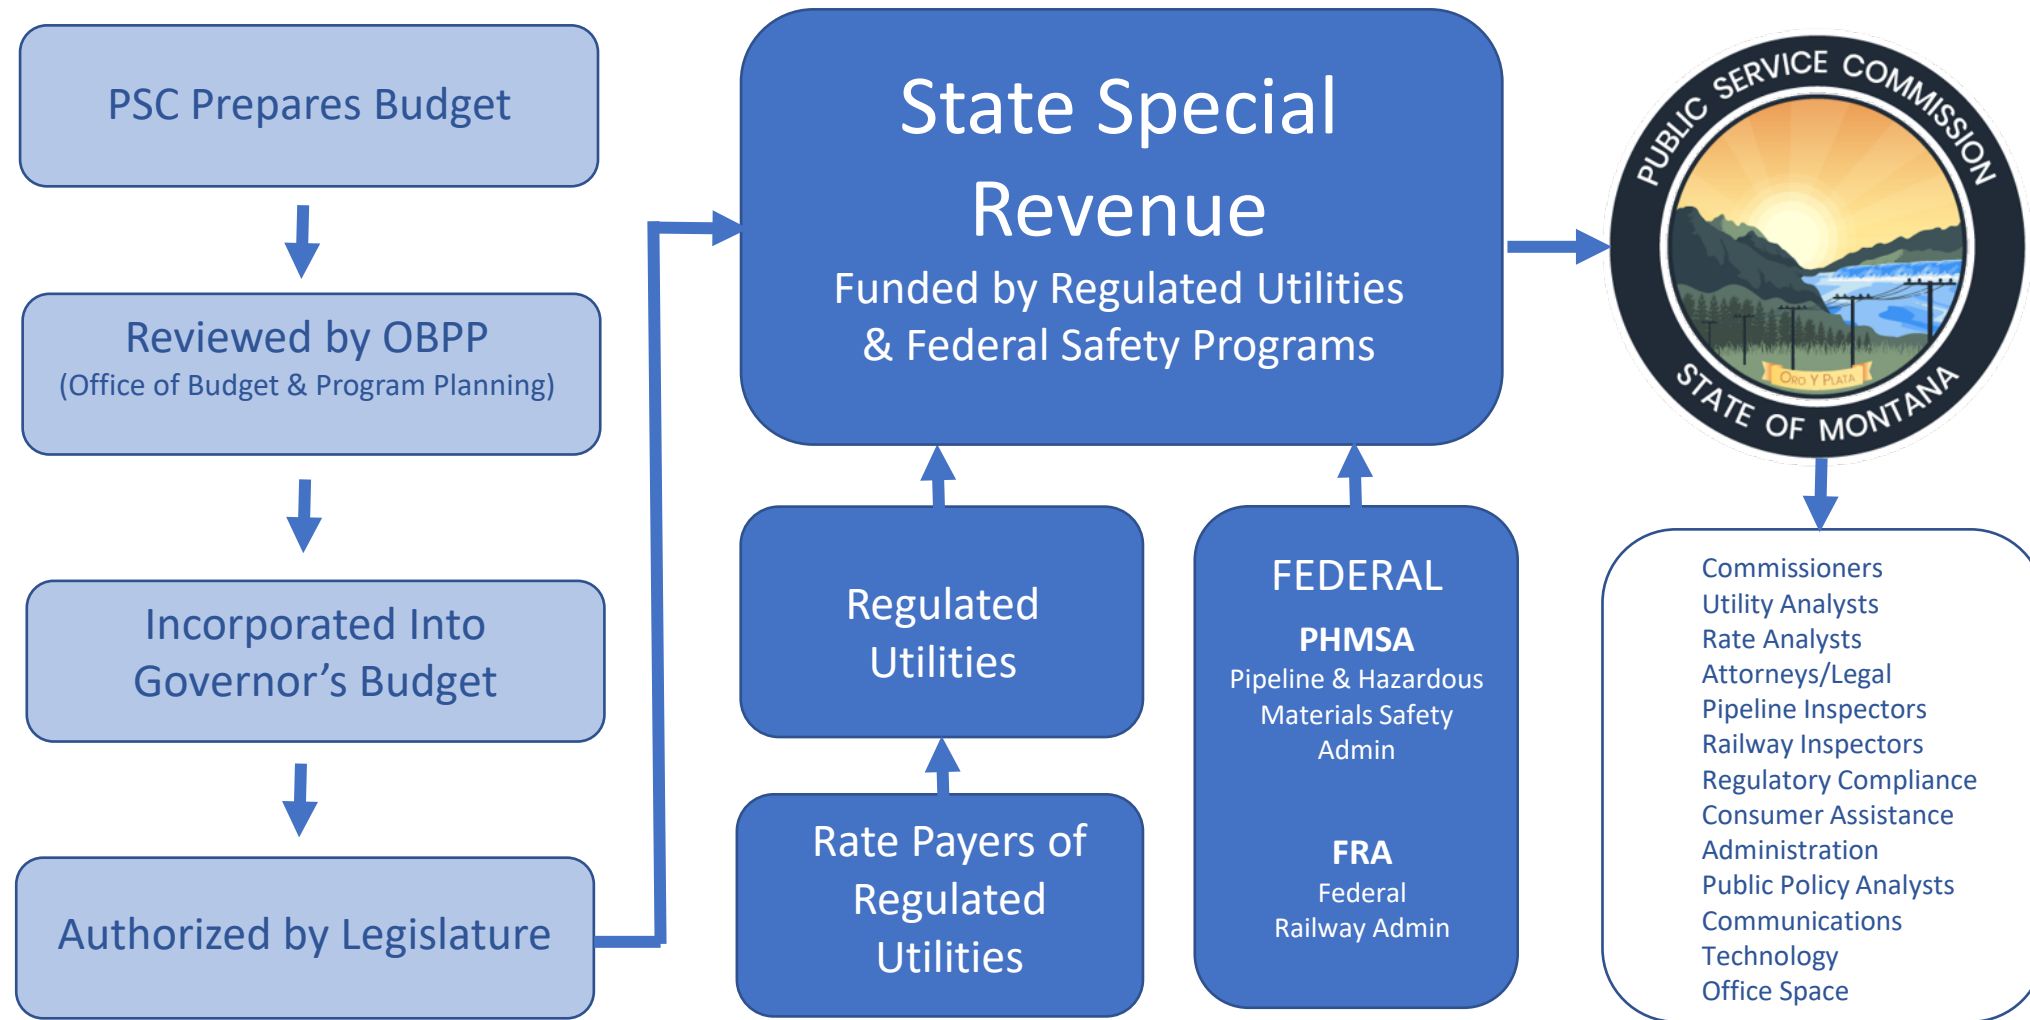 PSC Prepares Budget
Reviewed by OBPP
(Office of Budget & Program Planning)
Incorporated Into
Governor’s Budget
Authorized by Legislature
State Special
Revenue
Funded by Regulated Utilities
& Federal Safety Programs
Regulated
Utilities
Rate Payers of
Regulated
Utilities
FEDERAL
PHMSA
Pipeline & Hazardous
Materials Safety
Admin
FRA
Federal
Railway Admin
PUBLIC SERVICE COMMISSION
ORO Y PLATA
STATE OF MONTANA
Commissioners
Utility Analysts
Rate Analysts
Attorneys/Legal
Pipeline Inspectors
Railway Inspectors
Regulatory Compliance
Consumer Assistance
Administration
Public Policy Analysts
Communications
Technology
Office Space